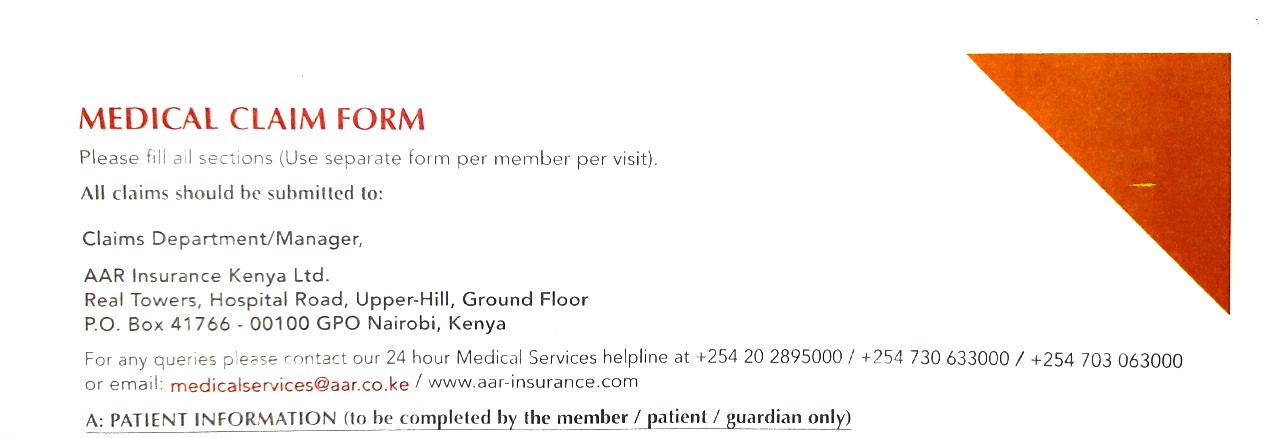 MEDICAL CLAIM FORM
Please fill all sections (Use separate form per member per visit).
All claims should be submitted to:
Claims Department/Manager,
AAR Insurance Kenya Ltd.
Real Towers, Hospital Road, Upper-Hill, Ground Floor
P.O. Box 41766 - 00100 GPO Nairobi, Kenya
For any queries please contact our 24 hour Medical Services helpline at +254 20 2895000 / +254 730 633000 / +254 703 063000
or email: medicalservices@aar.co.ke / www.aar-insurance.com
A: PATIENT INFORMATION (to be completed by the member / patient / guardian only)